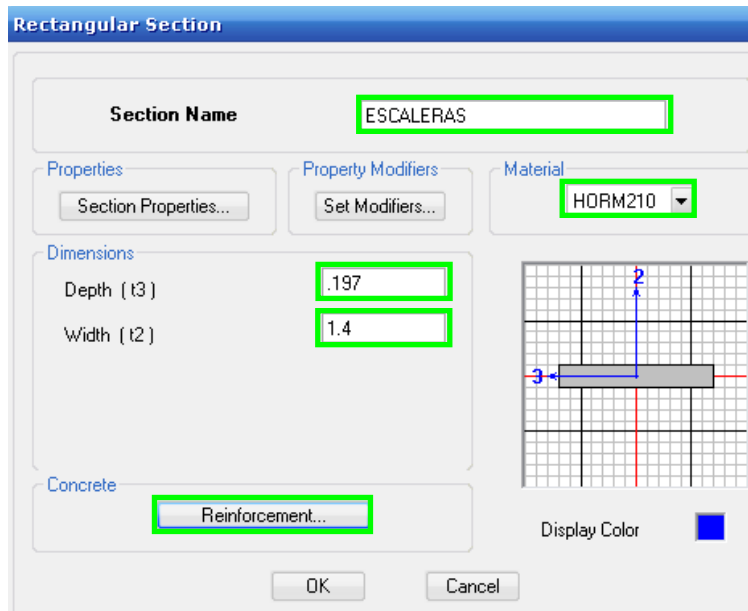 Rectangular Section
Section Name ESCALERAS
Properties Property Modifiers Material
Section Properties... Set Modifiers... HORM210
Dimensions
Depth ( t3 ) .197
Width ( t2 ) 1.4
2
3
Concrete
Reinforcement...
Display Color
OK Cancel